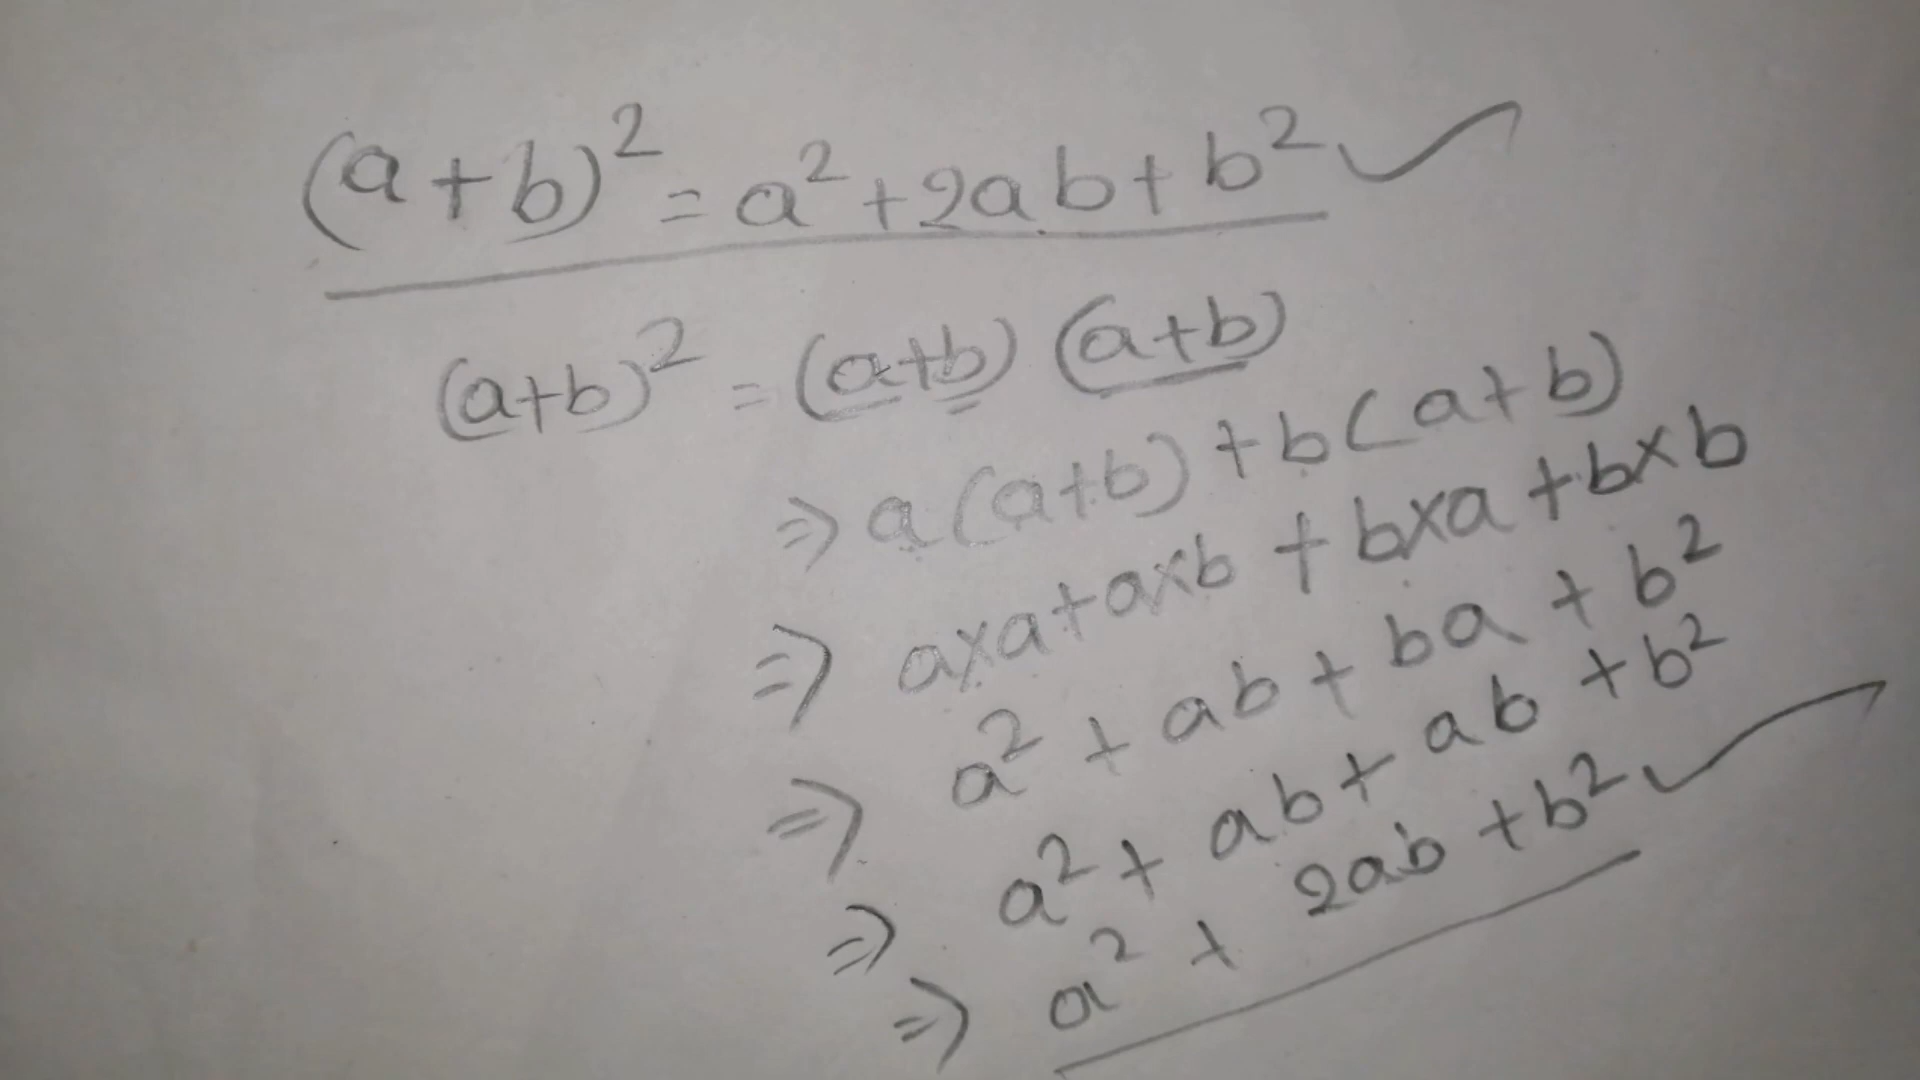 (a+b)² = a² + 2ab + b² ✓
(a+b)² = (a+b) (a+b)
⇒ a(a+b) + b(a+b)
⇒ a×a + a×b + b×a + b×b
⇒ a² + ab + ba + b²
⇒ a² + ab + ab + b²
⇒ a² + 2ab + b² ✓